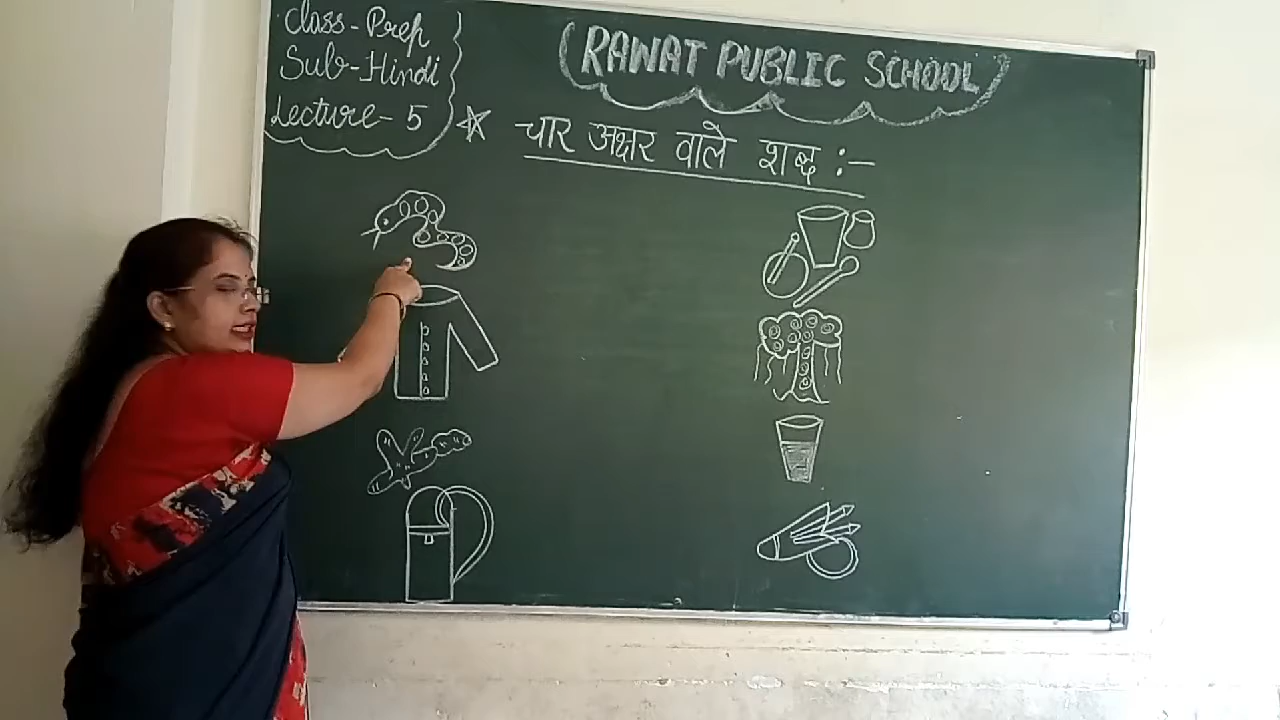 Class-Prep
Sub-Hindi
Lecture-5
(RAWAT PUBLIC SCHOOL)
☆ चार अक्षर वाले शब्द :-